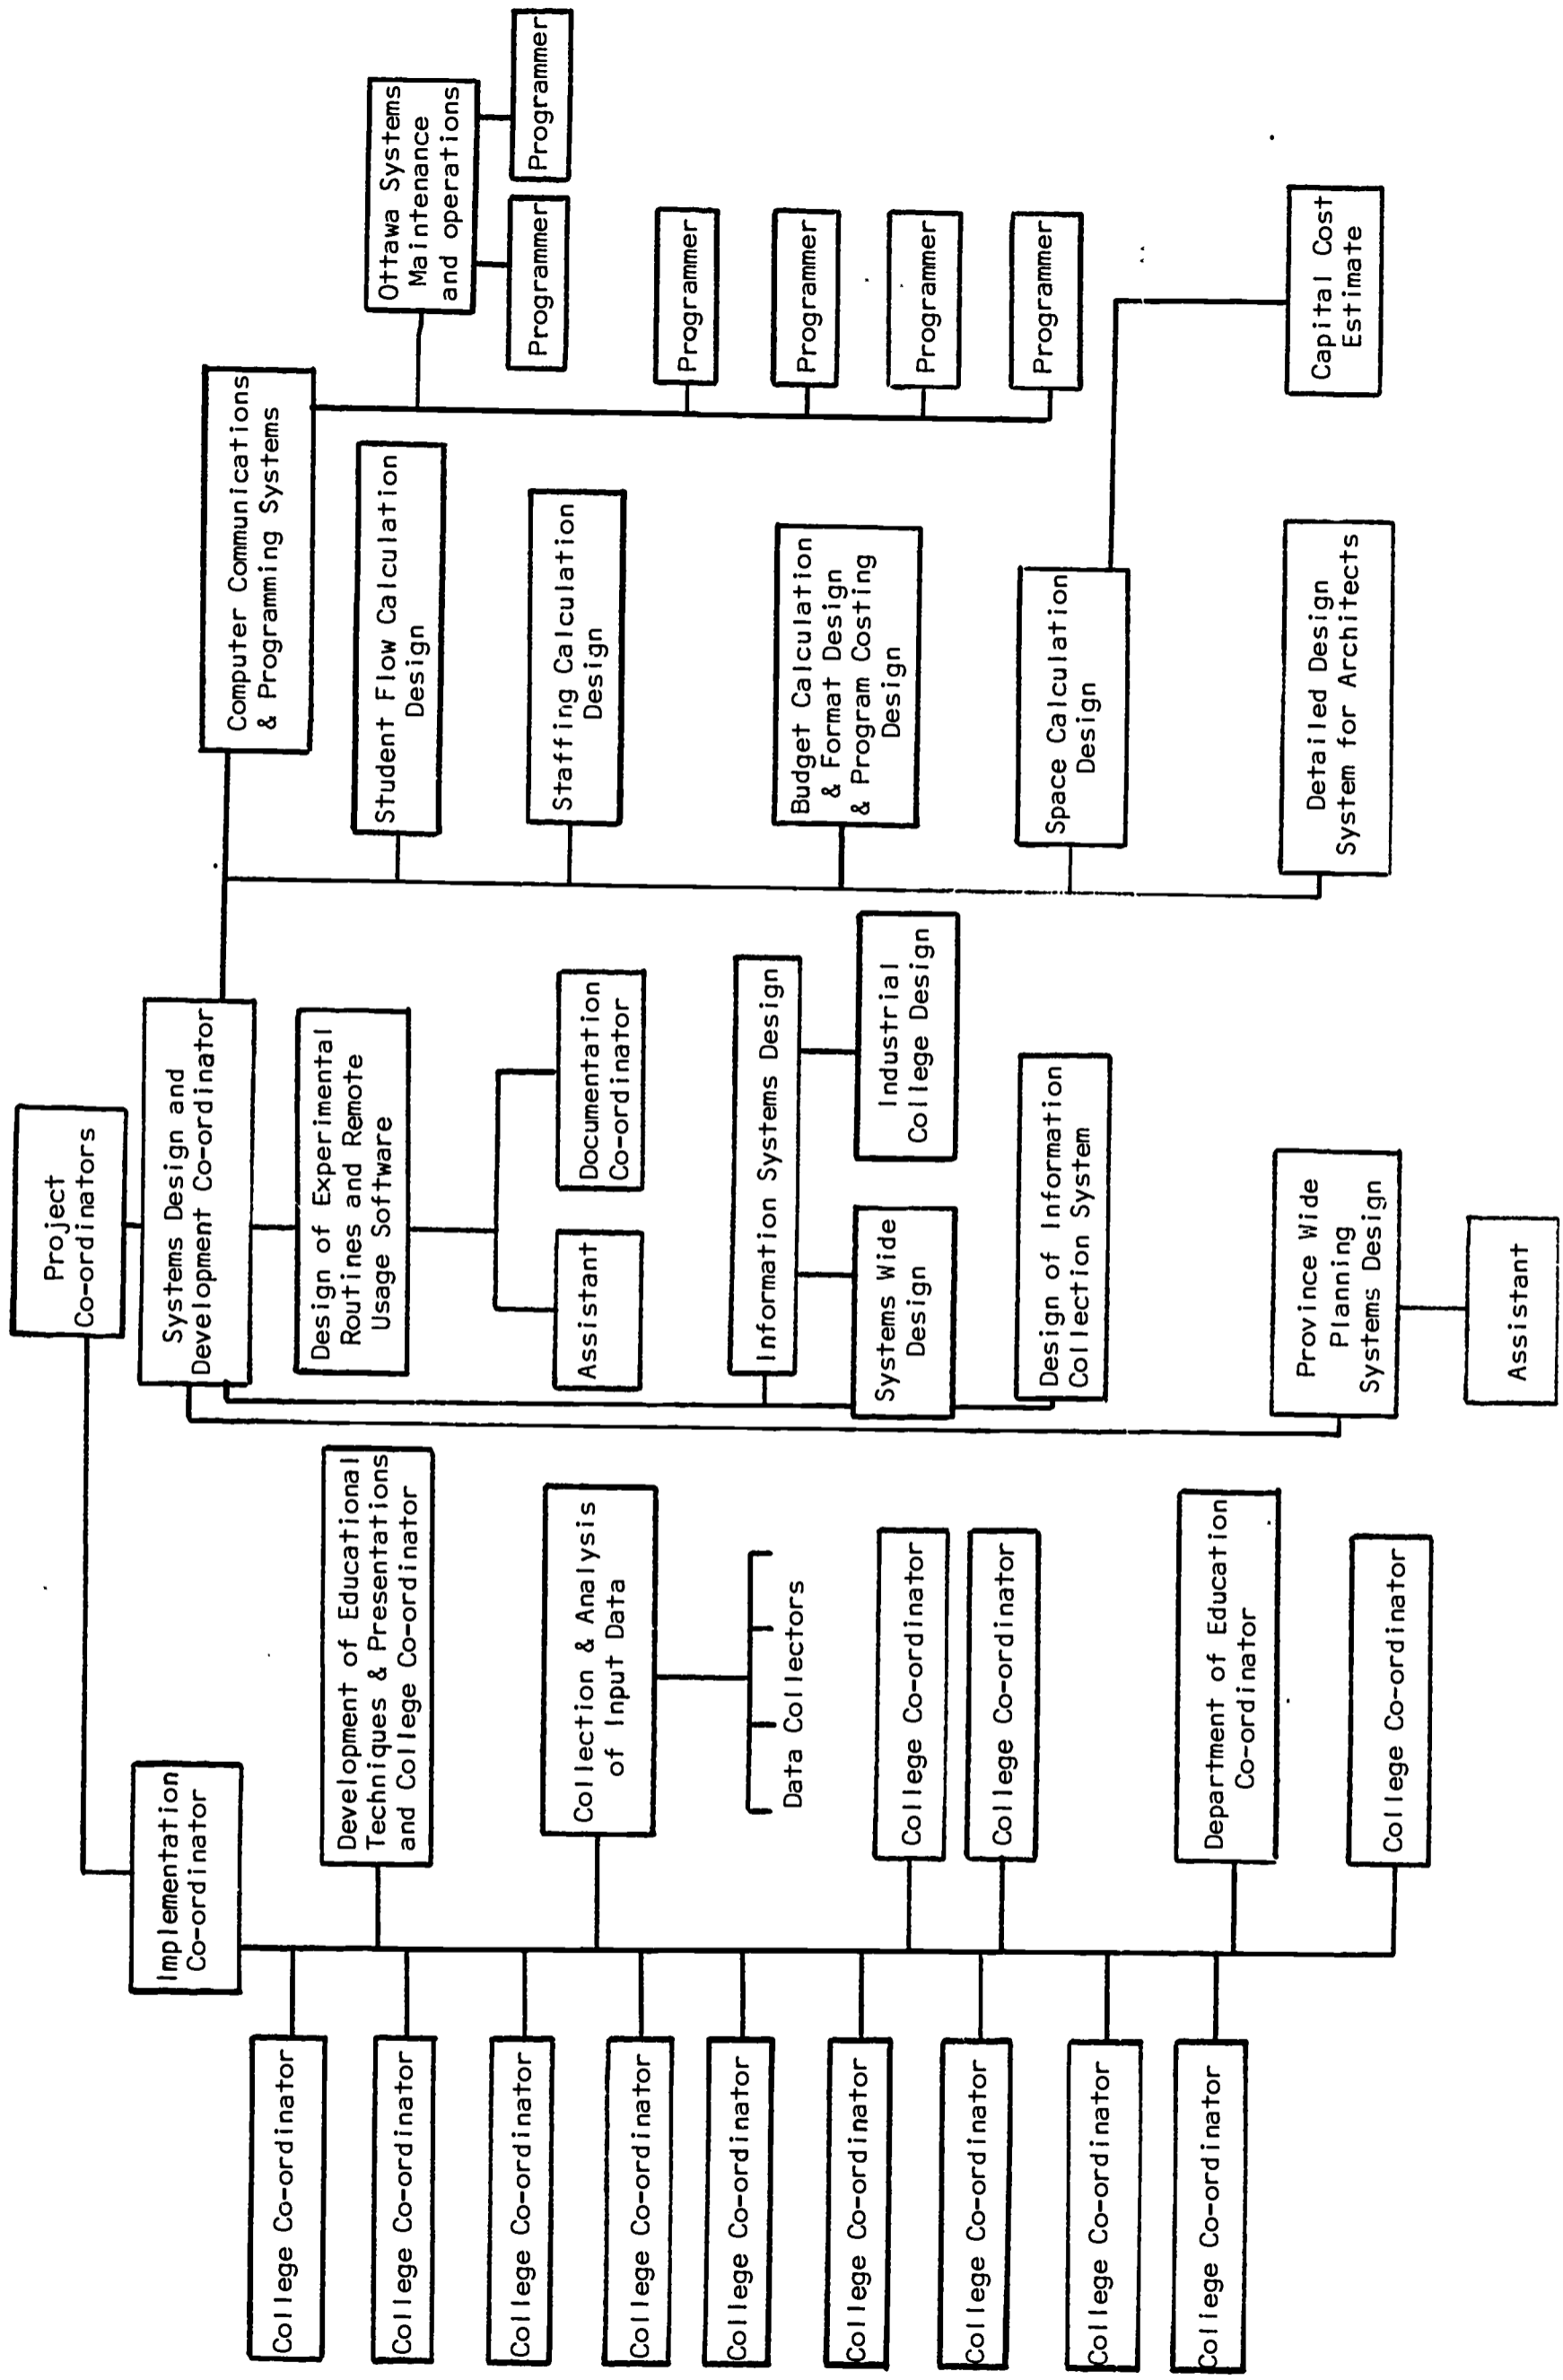 Project
Co-ordinators
Implementation
Co-ordinator
Systems Design and
Development Co-ordinator
Computer Communications
& Programming Systems
College Co-ordinator
College Co-ordinator
College Co-ordinator
College Co-ordinator
College Co-ordinator
College Co-ordinator
College Co-ordinator
College Co-ordinator
College Co-ordinator
Development of Educational
Techniques & Presentations
and College Co-ordinator
Collection & Analysis
of Input Data
Data Collectors
College Co-ordinator
College Co-ordinator
Department of Education
Co-ordinator
College Co-ordinator
Design of Experimental
Routines and Remote
Usage Software
Assistant
Documentation
Co-ordinator
Information Systems Design
Systems Wide
Design
Industrial
College Design
Design of Information
Collection System
Province Wide
Planning
Systems Design
Assistant
Student Flow Calculation
Design
Staffing Calculation
Design
Budget Calculation
& Format Design
& Program Costing
Design
Space Calculation
Design
Detailed Design
System for Architects
Ottawa Systems
Maintenance
and operations
Programmer
Programmer
Programmer
Programmer
Programmer
Programmer
Capital Cost
Estimate